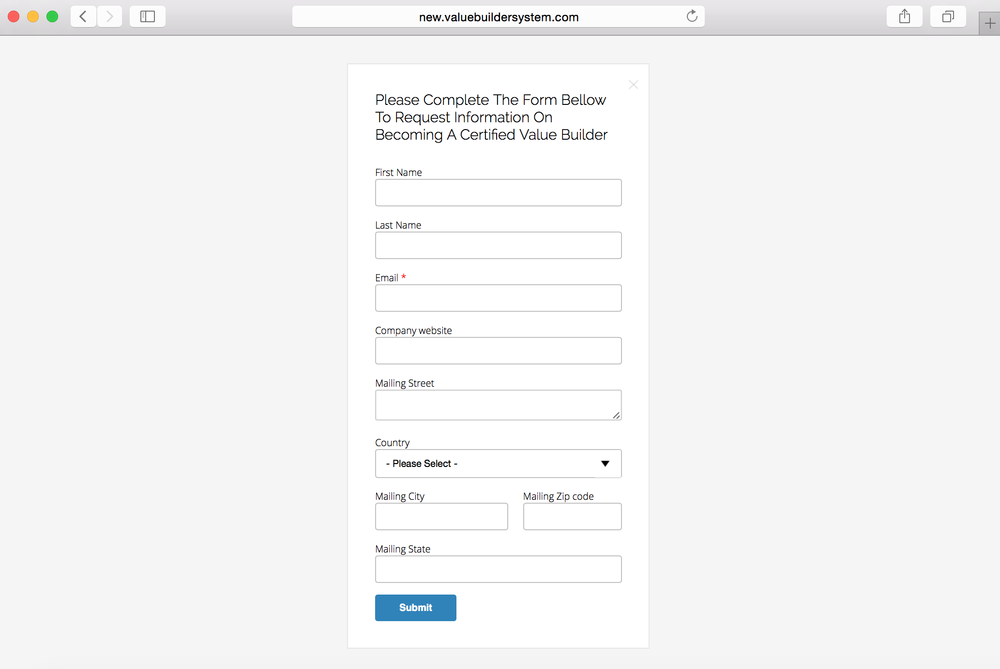 new.valuebuildersystem.com
Please Complete The Form Bellow
To Request Information On
Becoming A Certified Value Builder
First Name
Last Name
Email *
Company website
Mailing Street
Country
- Please Select -
Mailing City
Mailing Zip code
Mailing State
Submit